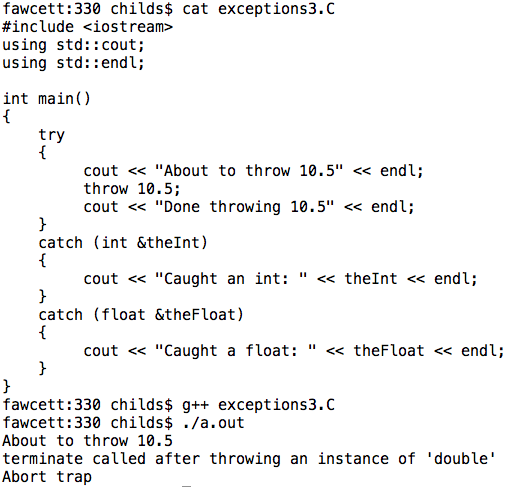 fawcett:330 childs$ cat exceptions3.C
#include <iostream>
using std::cout;
using std::endl;

int main()
{
    try
    {
         cout << "About to throw 10.5" << endl;
         throw 10.5;
         cout << "Done throwing 10.5" << endl;
    }
    catch (int &theInt)
    {
         cout << "Caught an int: " << theInt << endl;
    }
    catch (float &theFloat)
    {
         cout << "Caught a float: " << theFloat << endl;
    }
}
fawcett:330 childs$ g++ exceptions3.C
fawcett:330 childs$ ./a.out
About to throw 10.5
terminate called after throwing an instance of 'double'
Abort trap